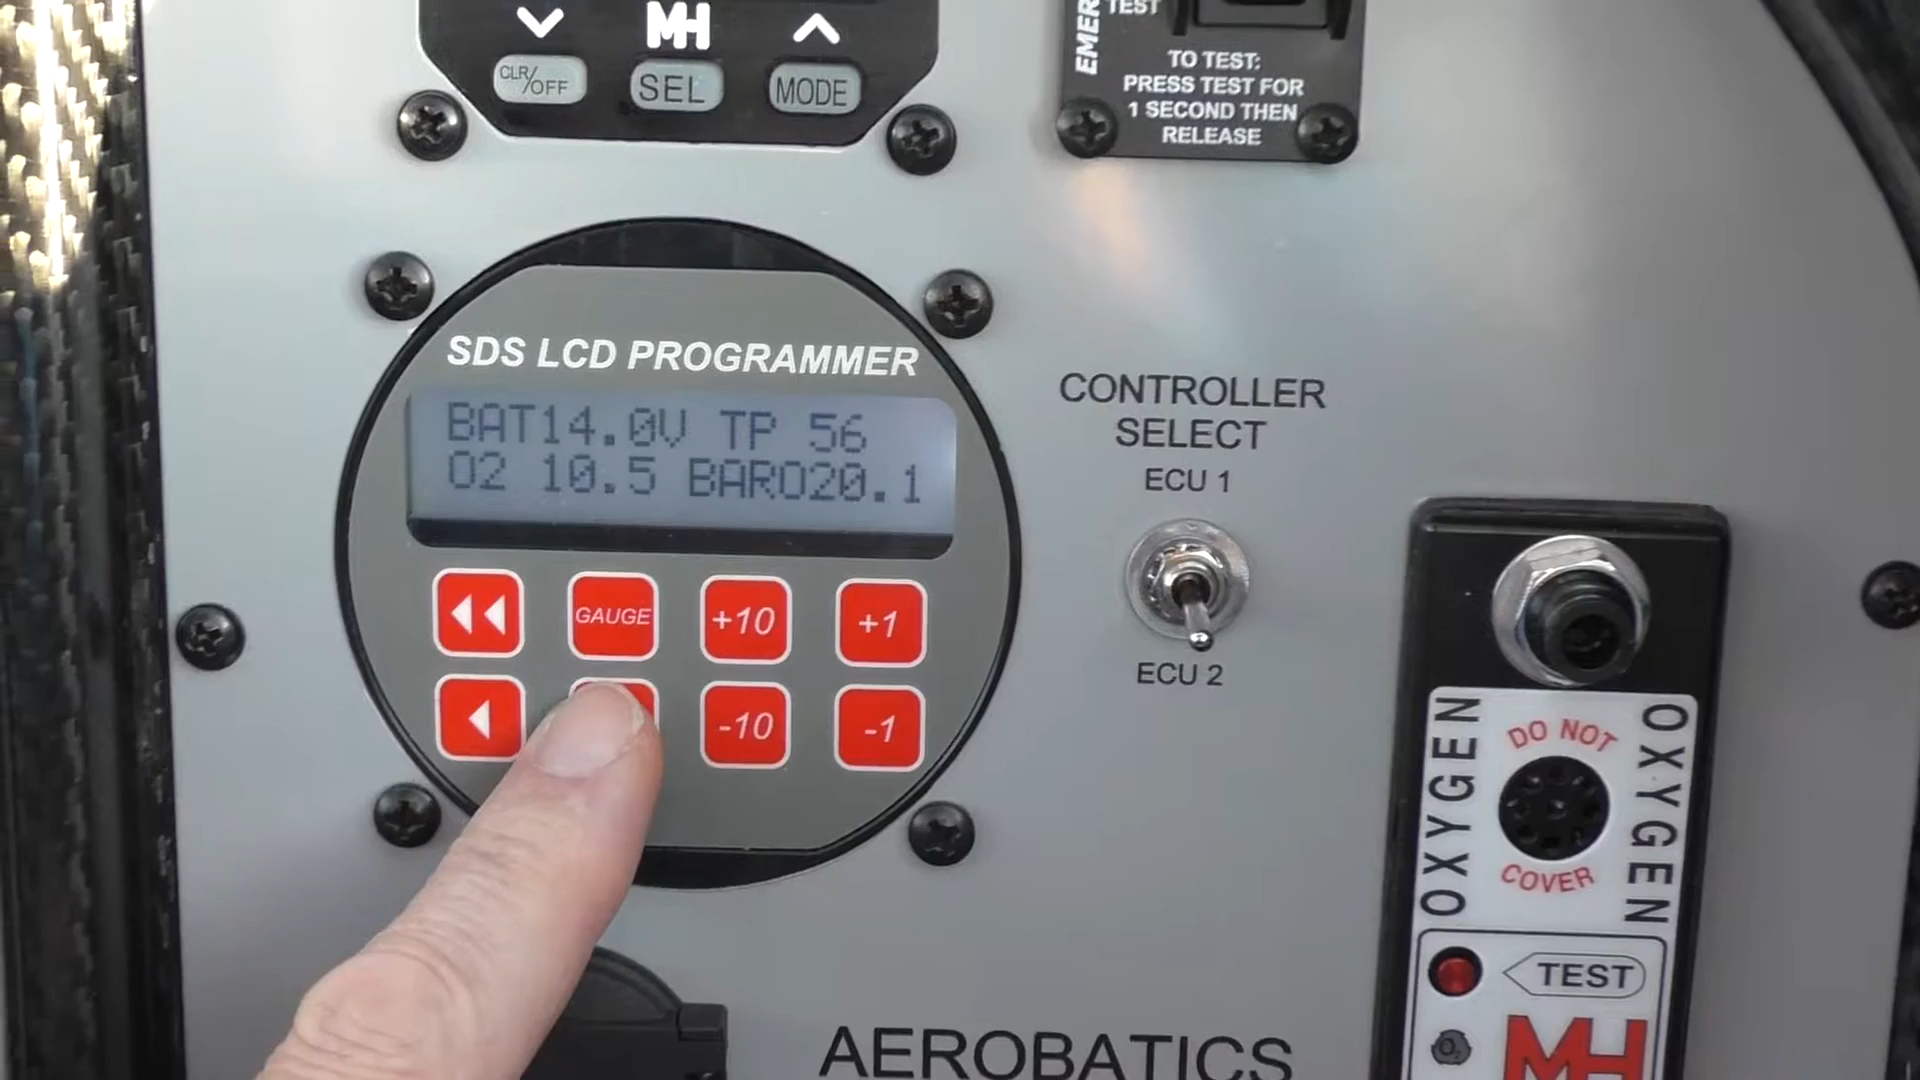 MH
CLR/OFF
SEL
MODE
TEST
TO TEST:
PRESS TEST FOR
1 SECOND THEN
RELEASE
SDS LCD PROGRAMMER
BAT14.0V TP 56
O2 10.5 BARO20.1
GAUGE
+10
+1
-10
-1
CONTROLLER
SELECT
ECU 1
ECU 2
OXYGEN
DO NOT
COVER
OXYGEN
TEST
MH
AEROBATICS